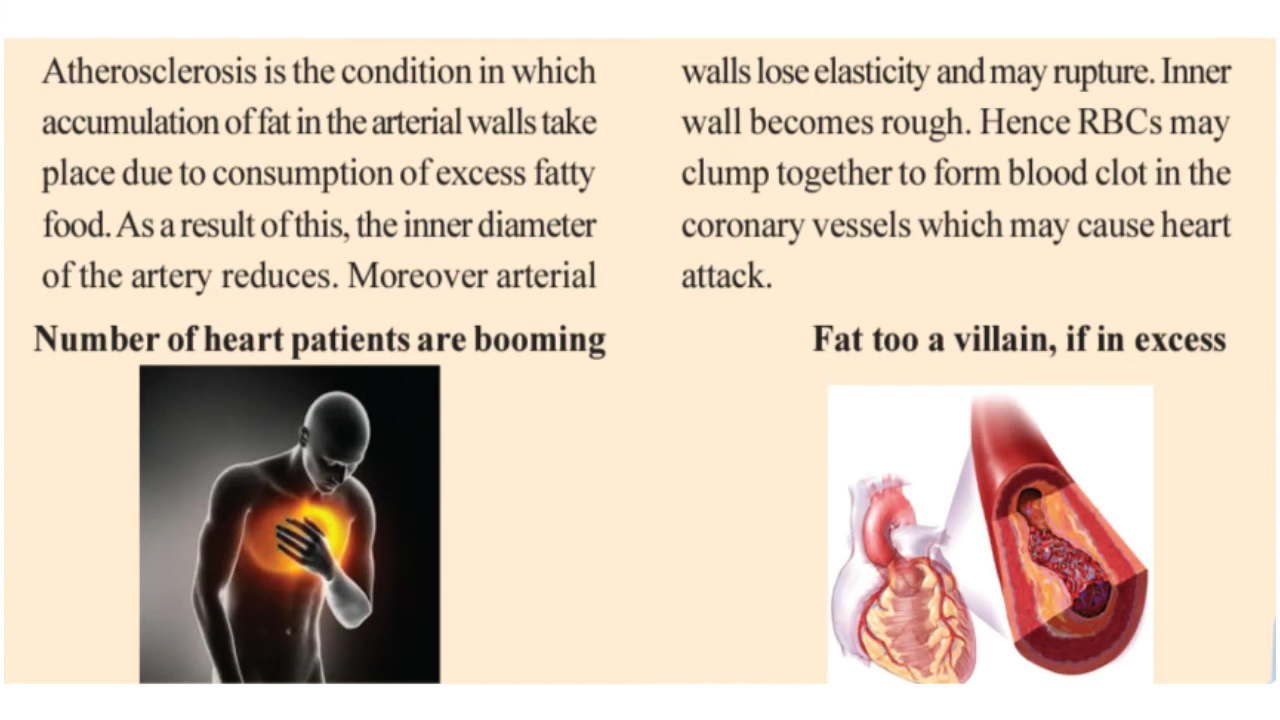 Atherosclerosis is the condition in which
accumulation of fat in the arterial walls take
place due to consumption of excess fatty
food. As a result of this, the inner diameter
of the artery reduces. Moreover arterial
walls lose elasticity and may rupture. Inner
wall becomes rough. Hence RBCs may
clump together to form blood clot in the
coronary vessels which may cause heart
attack.
Number of heart patients are booming
Fat too a villain, if in excess